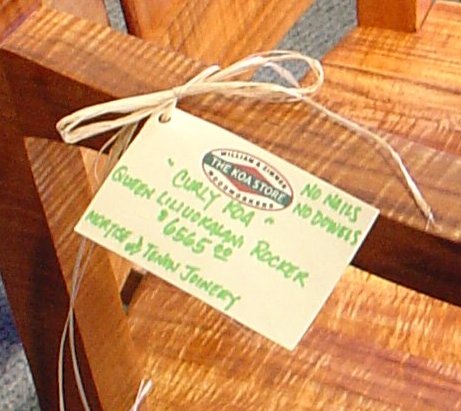 WILLIAM & ZIMMER
THE KOA STORE
WOODWORKERS
NO NAILS
NO DOWELS
"CURLY KOA"
QUEEN LILIUOKALANI ROCKER
$6565 00
MORTISE & TENON JOINERY